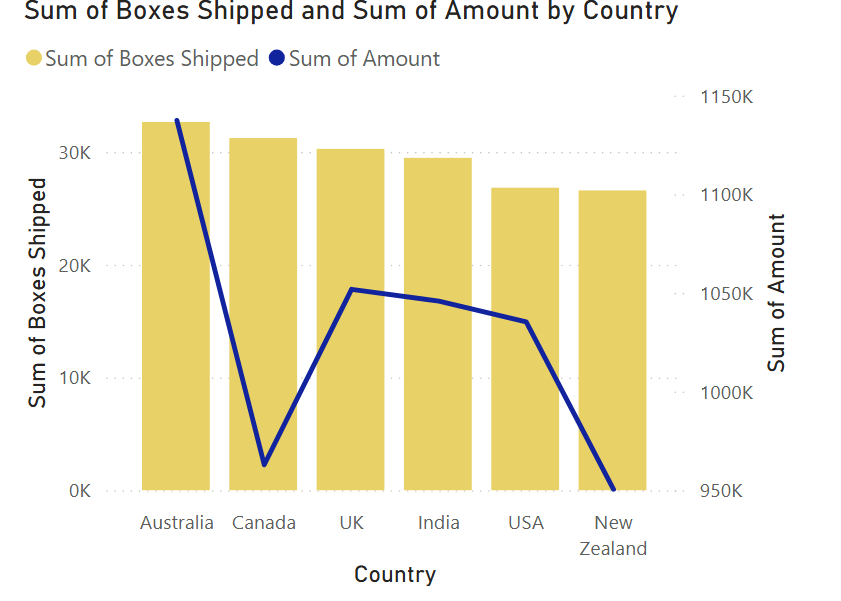 Sum of Boxes Shipped and Sum of Amount by Country
Sum of Boxes Shipped Sum of Amount
1150K
30K
1100K
20K
1050K
10K
1000K
0K
950K
Sum of Boxes Shipped
Sum of Amount
Australia Canada UK India USA New
Zealand
Country